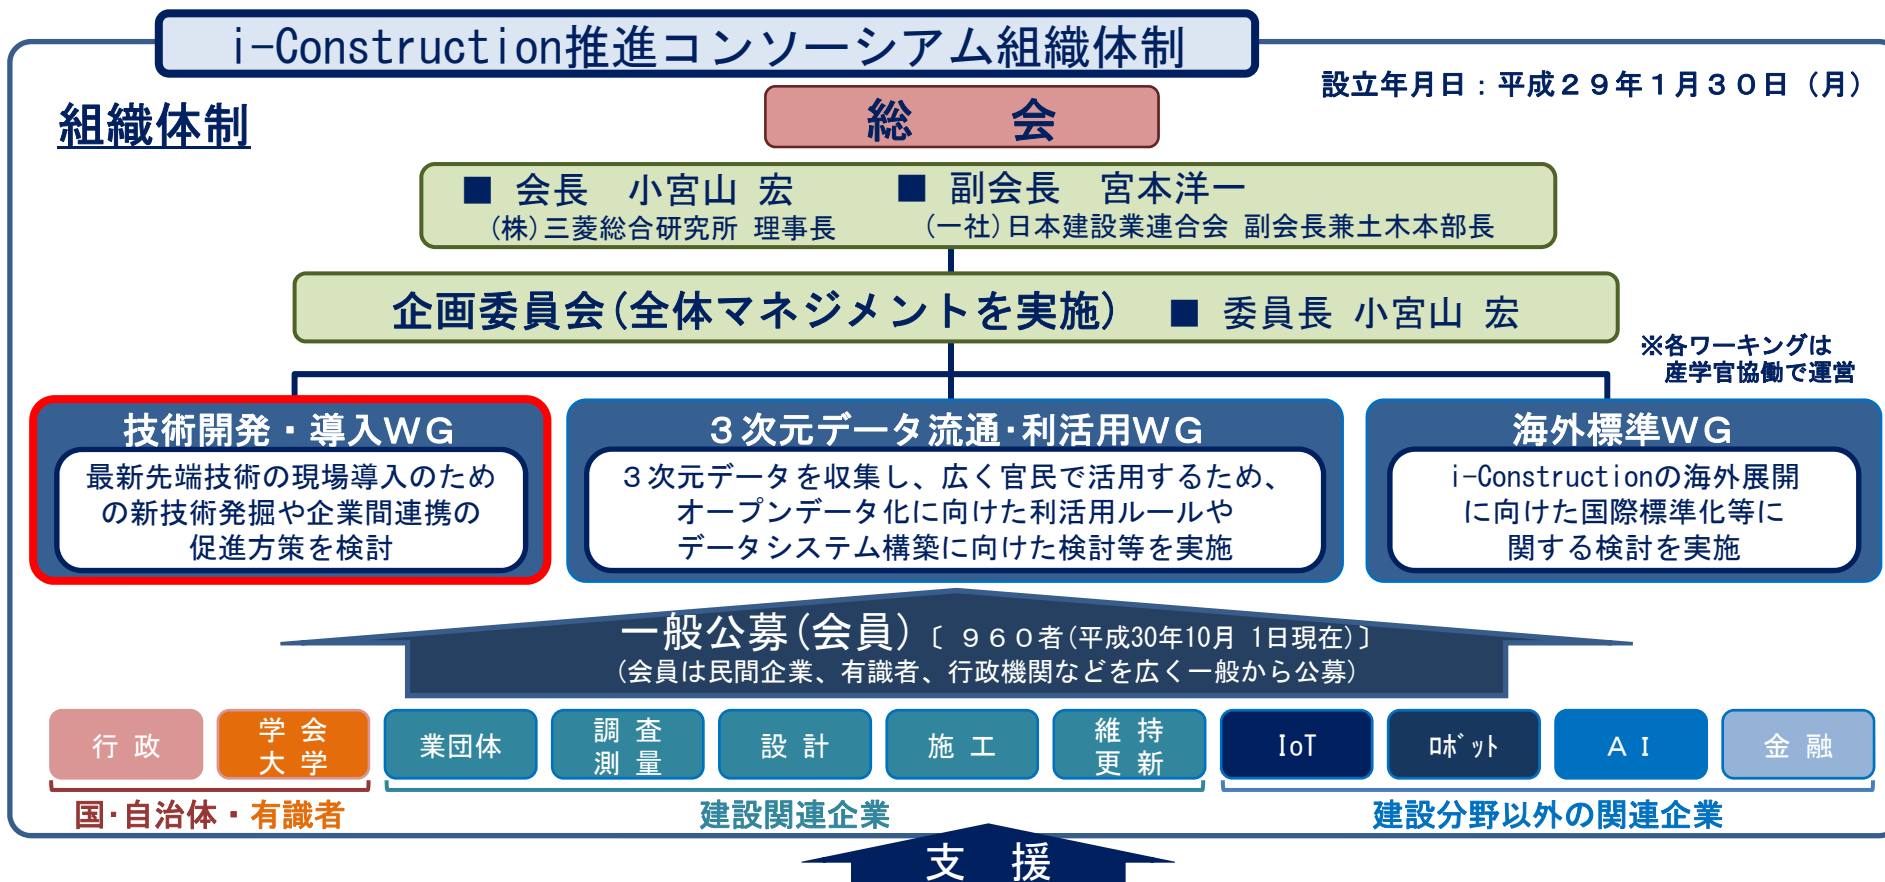 i-Construction推進コンソーシアム組織体制
設立年月日：平成２９年１月３０日（月）
組織体制
総　会
■ 会長　小宮山 宏
(株)三菱総合研究所 理事長
■ 副会長　宮本洋一
(一社)日本建設業連合会 副会長兼土木本部長
企画委員会(全体マネジメントを実施)　■ 委員長 小宮山 宏
※各ワーキングは
産学官協働で運営
技術開発・導入ＷＧ
最新先端技術の現場導入のため
の新技術発掘や企業間連携の
促進方策を検討
３次元データ流通・利活用ＷＧ
３次元データを収集し、広く官民で活用するため、
オープンデータ化に向けた利活用ルールや
データシステム構築に向けた検討等を実施
海外標準ＷＧ
i-Constructionの海外展開
に向けた国際標準化等に
関する検討を実施
一般公募(会員)〔 ９６０者(平成30年10月 1日現在)〕
(会員は民間企業、有識者、行政機関などを広く一般から公募)
行 政
学 会
大 学
業団体
調 査
測 量
設 計
施 工
維 持
更 新
IoT
ﾛﾎﾞｯﾄ
ＡＩ
金 融
国・自治体・有識者
建設関連企業
建設分野以外の関連企業
支　援